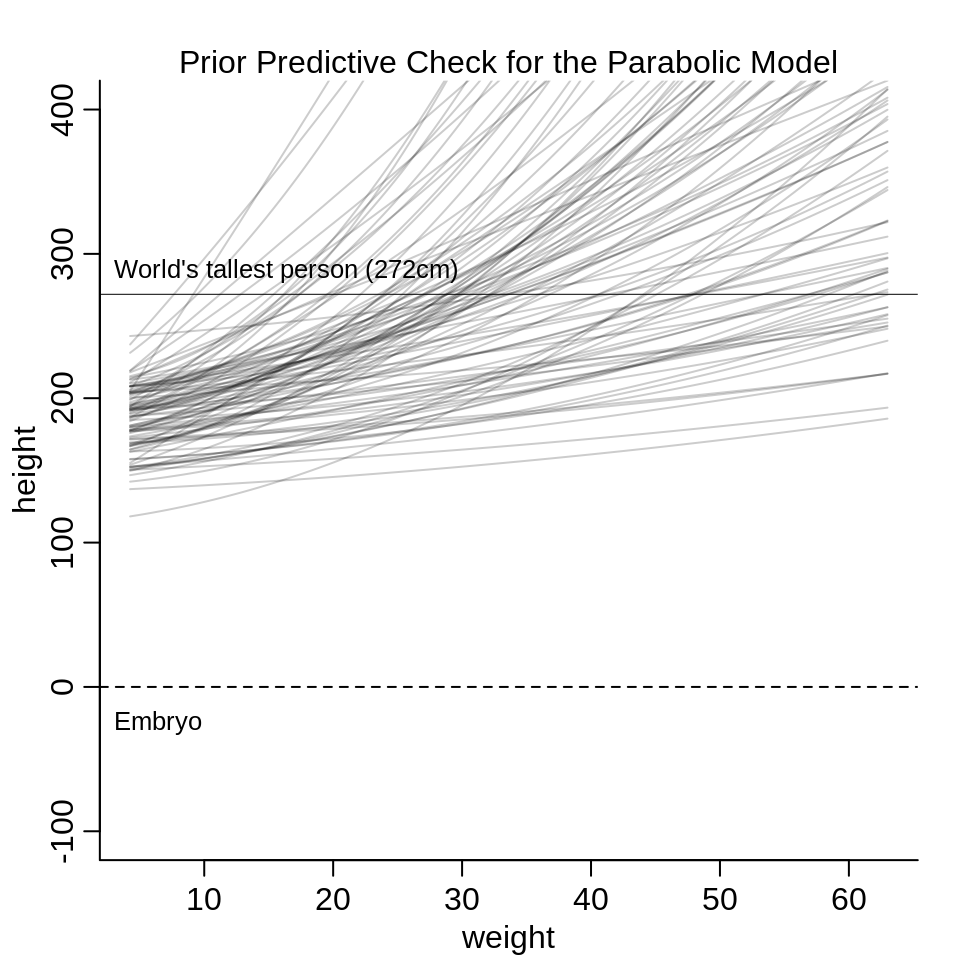 Prior Predictive Check for the Parabolic Model
400
300
World's tallest person (272cm)
200
height
100
0
Embryo
-100
10 20 30 40 50 60
weight